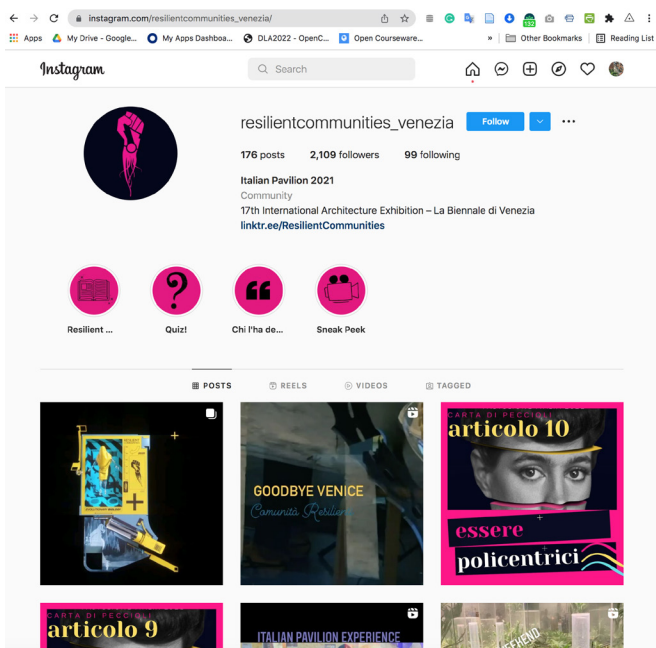 instagram.com/resilientcommunities_venezia/
Apps My Drive - Google... My Apps Dashboa... DLA2022 - OpenC... Open Courseware... » Other Bookmarks Reading List
132
Instagram
Search
resilientcommunities_venezia Follow
176 posts 2,109 followers 99 following
Italian Pavilion 2021
Community
17th International Architecture Exhibition – La Biennale di Venezia
linktr.ee/ResilientCommunities
Resilient ... Quiz! Chi l'ha de... Sneak Peek
POSTS REELS VIDEOS TAGGED
GOODBYE VENICE
Comunità Resilienti
CARTA DI PECCIOLI
articolo 10
essere
policentrici
CARTA DI PECCIOLI
articolo 9
ITALIAN PAVILION EXPERIENCE